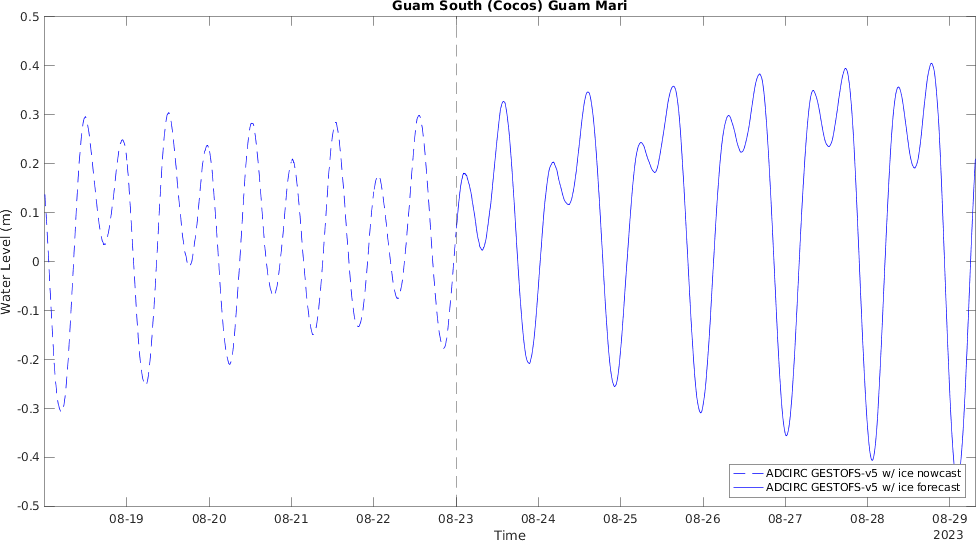 Guam South (Cocos) Guam Mari
0.5
0.4
0.3
0.2
0.1
0
-0.1
-0.2
-0.3
-0.4
-0.5
Water Level (m)
ADCIRC GESTOFS-v5 w/ ice nowcast
ADCIRC GESTOFS-v5 w/ ice forecast
08-19 08-20 08-21 08-22 08-23 08-24 08-25 08-26 08-27 08-28 08-29
Time
2023